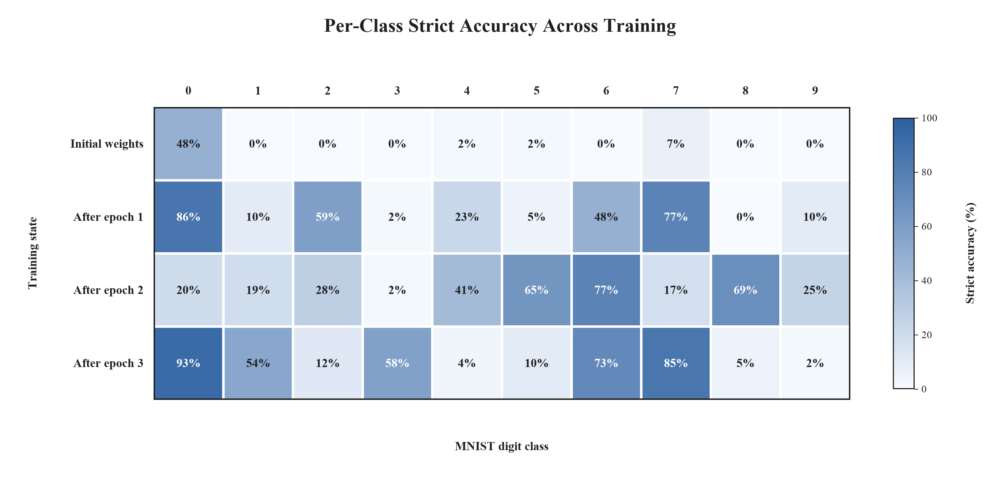 Per-Class Strict Accuracy Across Training
0 1 2 3 4 5 6 7 8 9
Initial weights 48% 0% 0% 0% 2% 2% 0% 7% 0% 0%
After epoch 1 86% 10% 59% 2% 23% 5% 48% 77% 0% 10%
After epoch 2 20% 19% 28% 2% 41% 65% 77% 17% 69% 25%
After epoch 3 93% 54% 12% 58% 4% 10% 73% 85% 5% 2%
Training state
MNIST digit class
100
80
60
40
20
0
Strict accuracy (%)